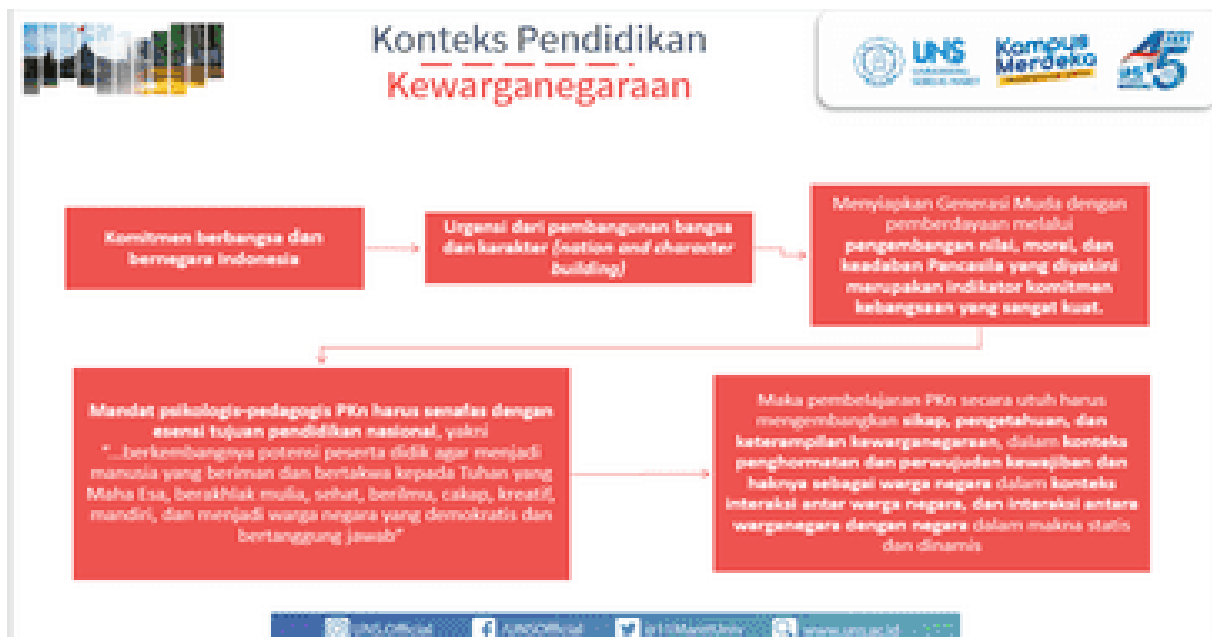 Konteks Pendidikan
Kewarganegaraan
UNS
Kampus
Merdeka
Komitmen berbangsa dan
bernegara Indonesia
Urgensi dari pembangunan bangsa
dan karakter (nation and character
building)
Menyiapkan Generasi Muda dengan
pemberdayaan melalui
pengembangan nilai, moral, dan
keadaban Pancasila yang diyakini
merupakan indikator komitmen
kebangsaan yang sangat kuat.
Mandat psikologis-pedagogis PKn harus senafas dengan
esensi tujuan pendidikan nasional, yakni
"...berkembangnya potensi peserta didik agar menjadi
manusia yang beriman dan bertakwa kepada Tuhan yang
Maha Esa, berakhlak mulia, sehat, berilmu, cakap, kreatif,
mandiri, dan menjadi warga negara yang demokratis dan
bertanggung jawab"
Maka pembelajaran PKn secara utuh harus
mengembangkan sikap, pengetahuan, dan
keterampilan kewarganegaraan, dalam konteks
penghormatan dan perwujudan kewajiban dan
haknya sebagai warga negara dalam konteks
interaksi antar warga negara, dan interaksi antara
warganegara dengan negara dalam makna statis
dan dinamis
UNS.Official
/UNSOfficial
www.uns.ac.id